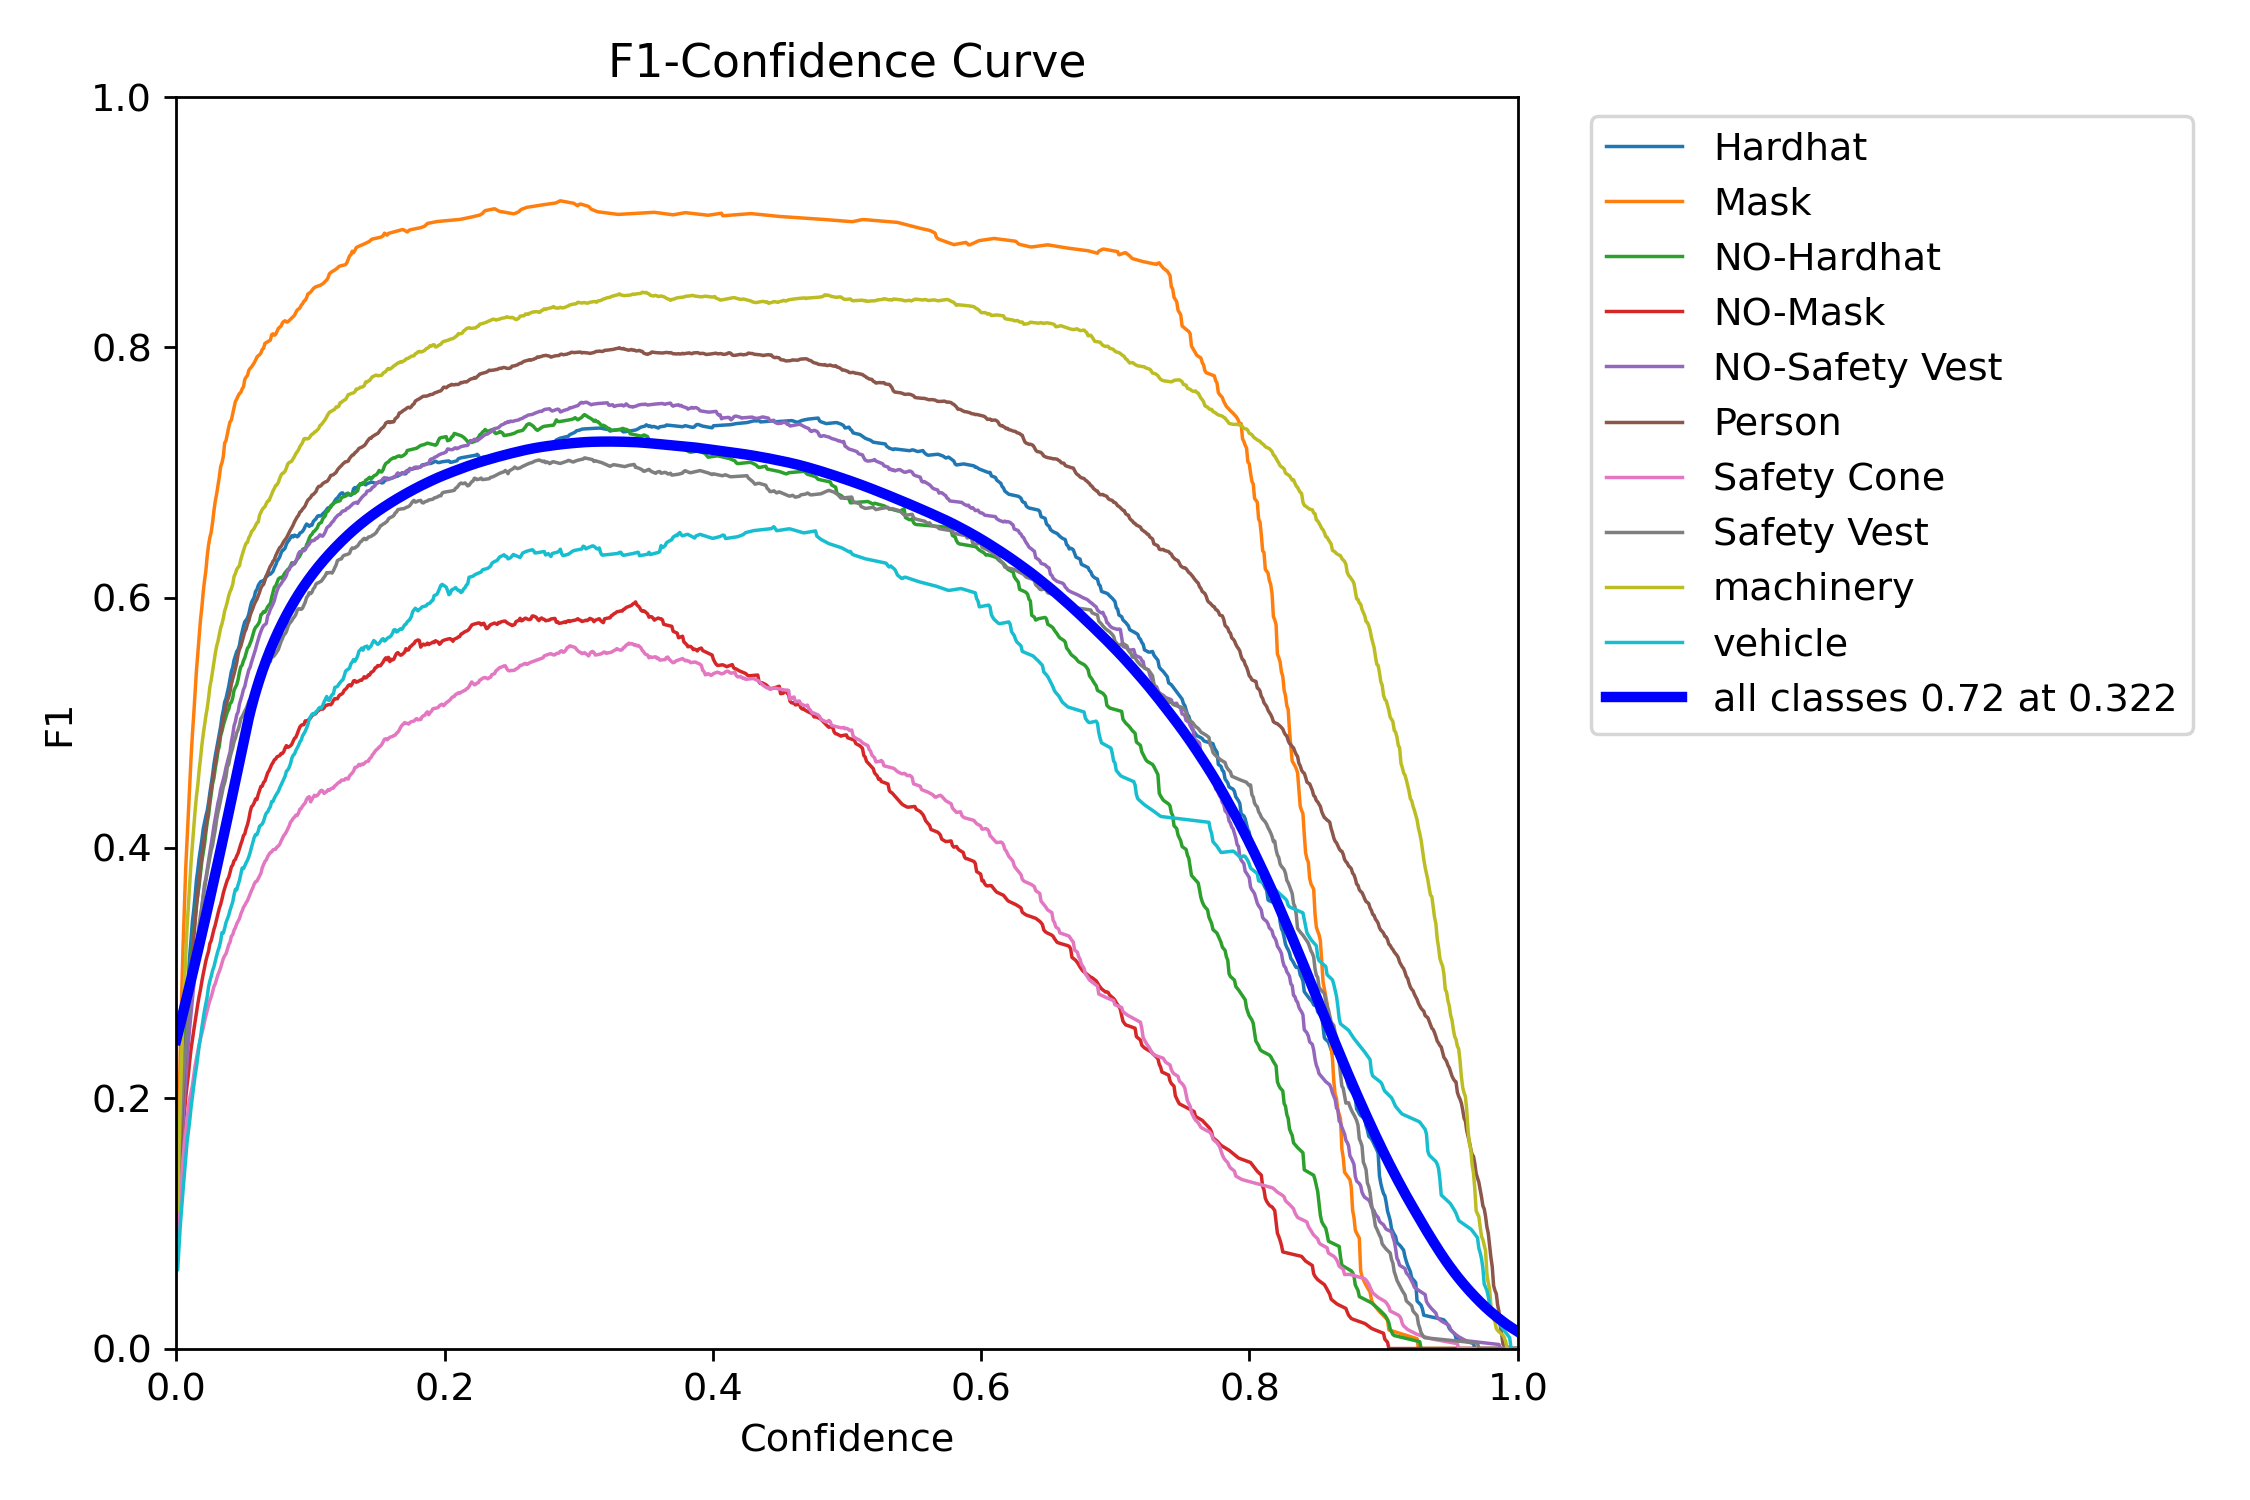 F1-Confidence Curve
1.0
0.8
0.6
0.4
0.2
0.0
F1
0.0 0.2 0.4 0.6 0.8 1.0
Confidence
Hardhat
Mask
NO-Hardhat
NO-Mask
NO-Safety Vest
Person
Safety Cone
Safety Vest
machinery
vehicle
all classes 0.72 at 0.322